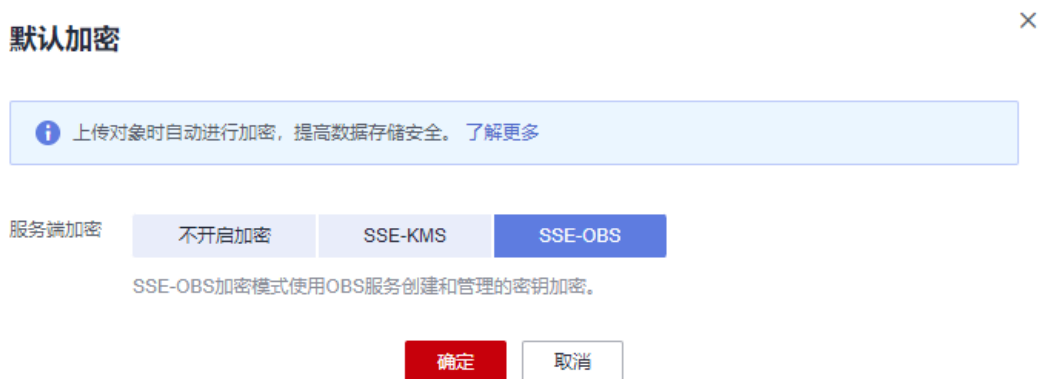 默认加密
上传对象时自动进行加密，提高数据存储安全。 了解更多
服务端加密 不开启加密 SSE-KMS SSE-OBS
SSE-OBS加密模式使用OBS服务创建和管理的密钥加密。
确定 取消